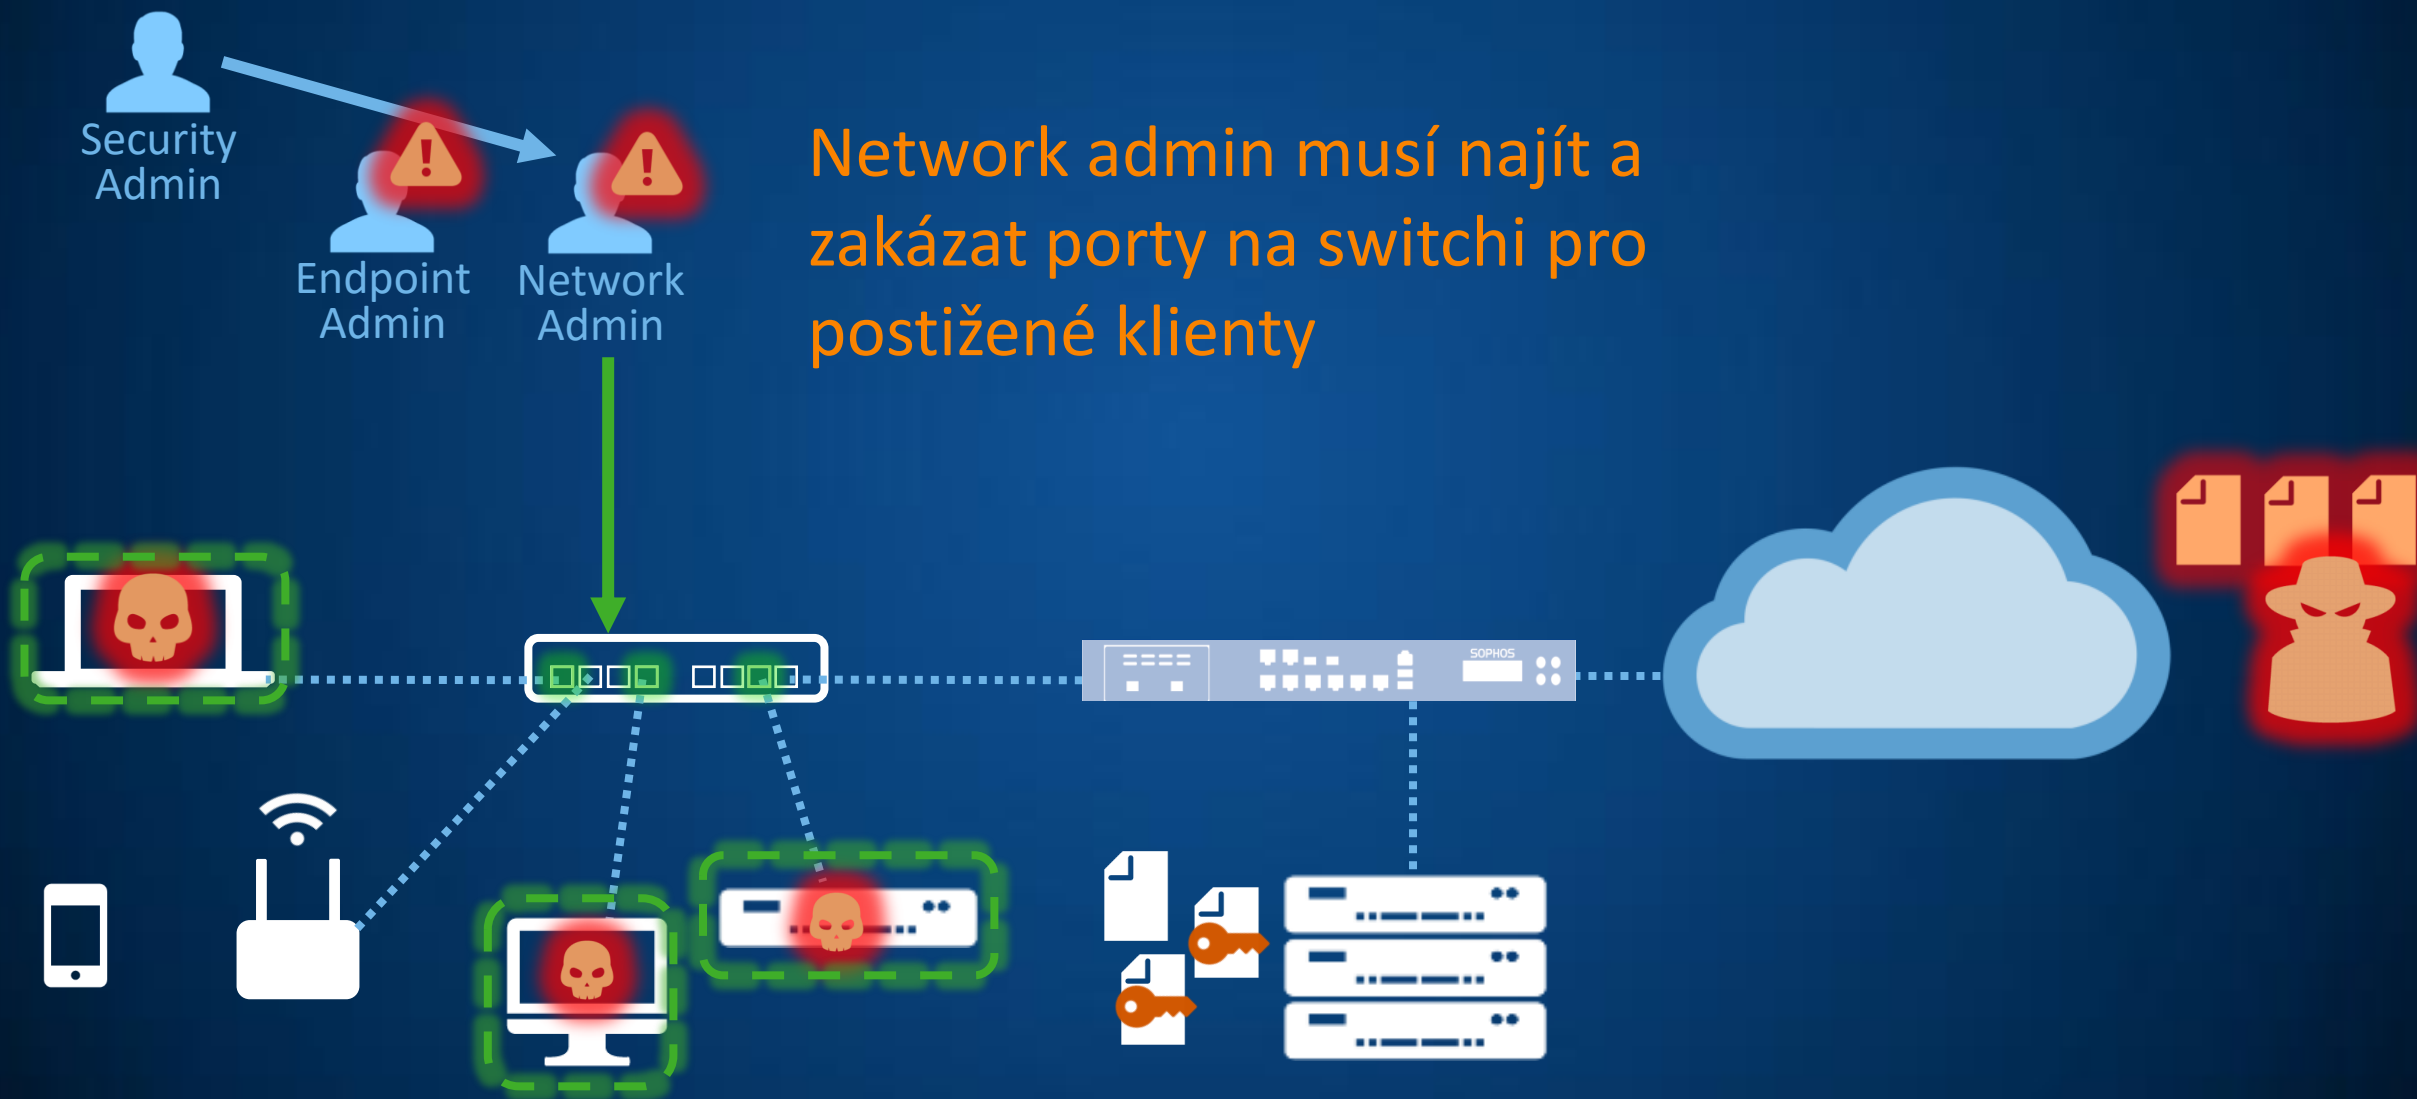 Security
Admin
Endpoint
Admin
Network
Admin
Network admin musí najít a
zakázat porty na switchi pro
postižené klienty
SOPHOS